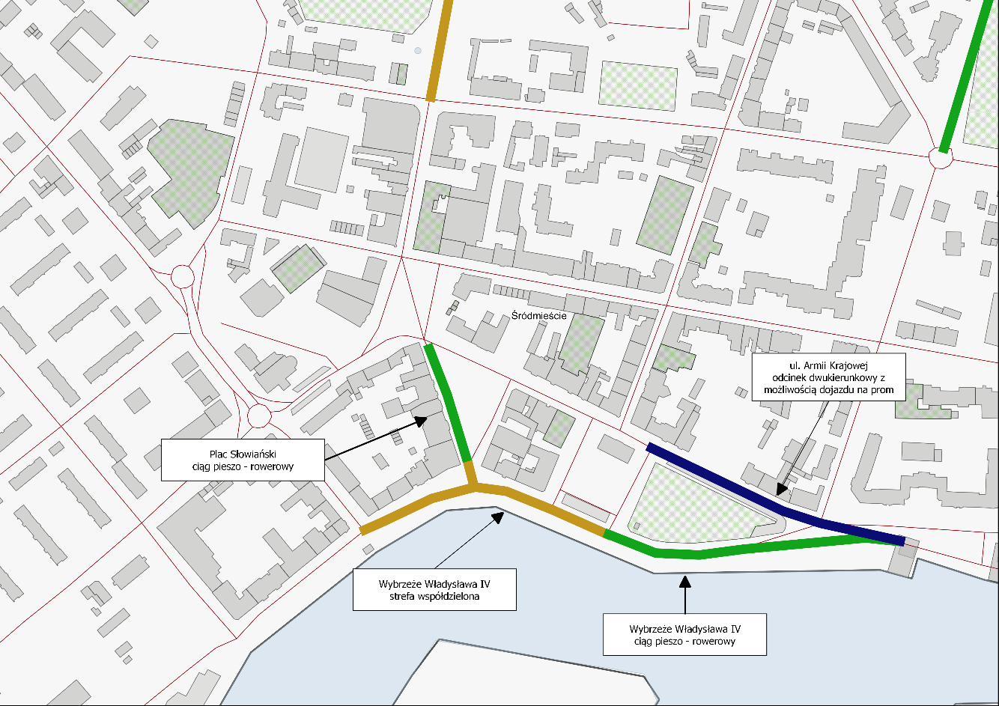 Śródmieście
ul. Armii Krajowej
odcinek dwukierunkowy z
możliwością dojazdu na prom
Plac Słowiański
ciąg pieszo - rowerowy
Wybrzeże Władysława IV
strefa współdzielona
Wybrzeże Władysława IV
ciąg pieszo - rowerowy